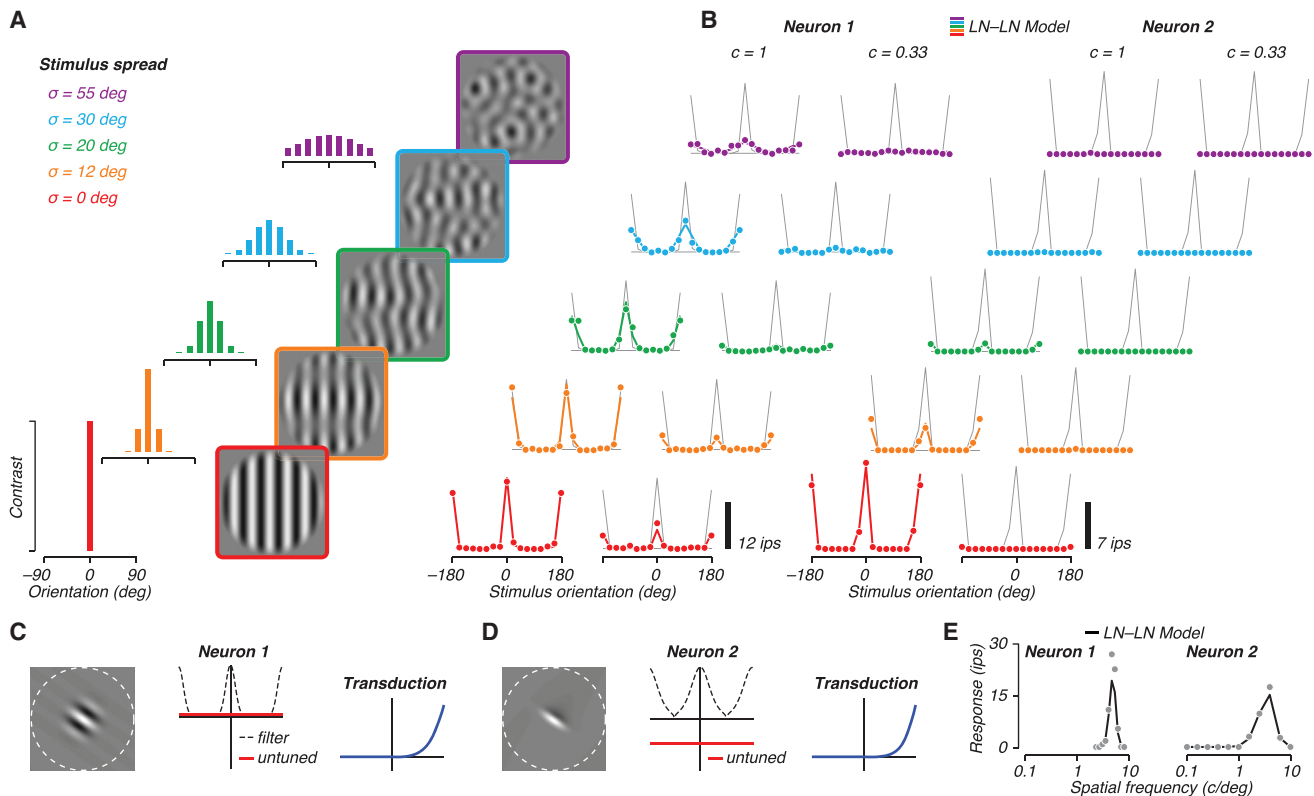 A
Stimulus spread
σ = 55 deg
σ = 30 deg
σ = 20 deg
σ = 12 deg
σ = 0 deg
Contrast
−90 0 90
Orientation (deg)
B
Neuron 1 LN–LN Model Neuron 2
c = 1 c = 0.33 c = 1 c = 0.33
12 ips 7 ips
−180 0 180 0 180 −180 0 180 0 180
Stimulus orientation (deg) Stimulus orientation (deg)
C
Neuron 1
filter
untuned
Transduction
D
Neuron 2
untuned
Transduction
E
LN–LN Model
Neuron 1 Neuron 2
Response (ips)
30
15
0
0.1 1 10 0.1 1 10
Spatial frequency (c/deg)